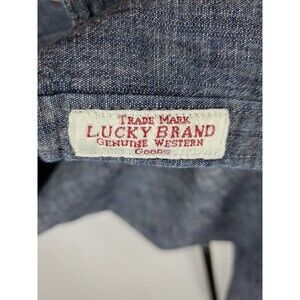 TRADE MARK
LUCKY BRAND
GENUINE WESTERN
GOODS